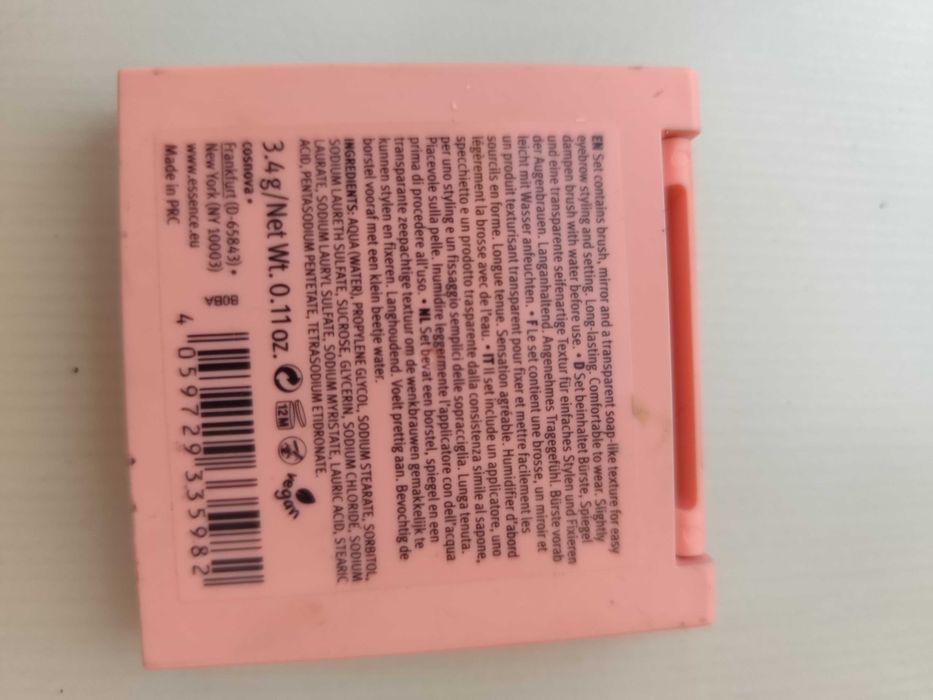 EN Set contains brush, mirror and a transparent soap-like texture for easy
eyebrow styling and setting. Long-lasting. Comfortable to wear. Slightly
dampen brush with water before use. • D Set beinhaltet Bürste, Spiegel
und eine transparente seifenartige Textur für einfaches Stylen und Fixieren
der Augenbrauen. Langanhaltend. Angenehmes Tragegefühl. Bürste vorab
leicht mit Wasser anfeuchten. • F Le set contient une brosse, un miroir et
un produit texturisant transparent pour fixer et mettre facilement les
sourcils en forme. Longue tenue. Sensation agréable. Humidifier d'abord
légèrement la brosse avec de l'eau. • IT Il set include un applicatore, uno
specchietto e un prodotto trasparente dalla consistenza simile al sapone,
per uno styling e un fissaggio semplici delle sopracciglia. Lunga tenuta.
Piacevole sulla pelle. Inumidire leggermente l'applicatore con dell'acqua
prima di procedere all'uso. • NL Set bevat een borstel, spiegel en een
transparante zeepachtige textuur om de wenkbrauwen gemakkelijk te
kunnen stylen en fixeren. Langhoudend. Voelt prettig aan. Bevochtig de
borstel vooraf met een klein beetje water.
INGREDIENTS: AQUA (WATER), PROPYLENE GLYCOL, SODIUM STEARATE, SORBITOL,
SODIUM LAURETH SULFATE, SUCROSE, GLYCERIN, SODIUM CHLORIDE, SODIUM
LAURATE, SODIUM LAURYL SULFATE, SODIUM MYRISTATE, LAURIC ACID, STEARIC
ACID, PENTASODIUM PENTETATE, TETRASODIUM ETIDRONATE.
3.4g/Net Wt. 0.11 oz.
12M
vegan
cosnova •
Frankfurt (D-65843) •
New York (NY 10003)
www.essence.eu
Made in PRC
808A
4 059729 335982